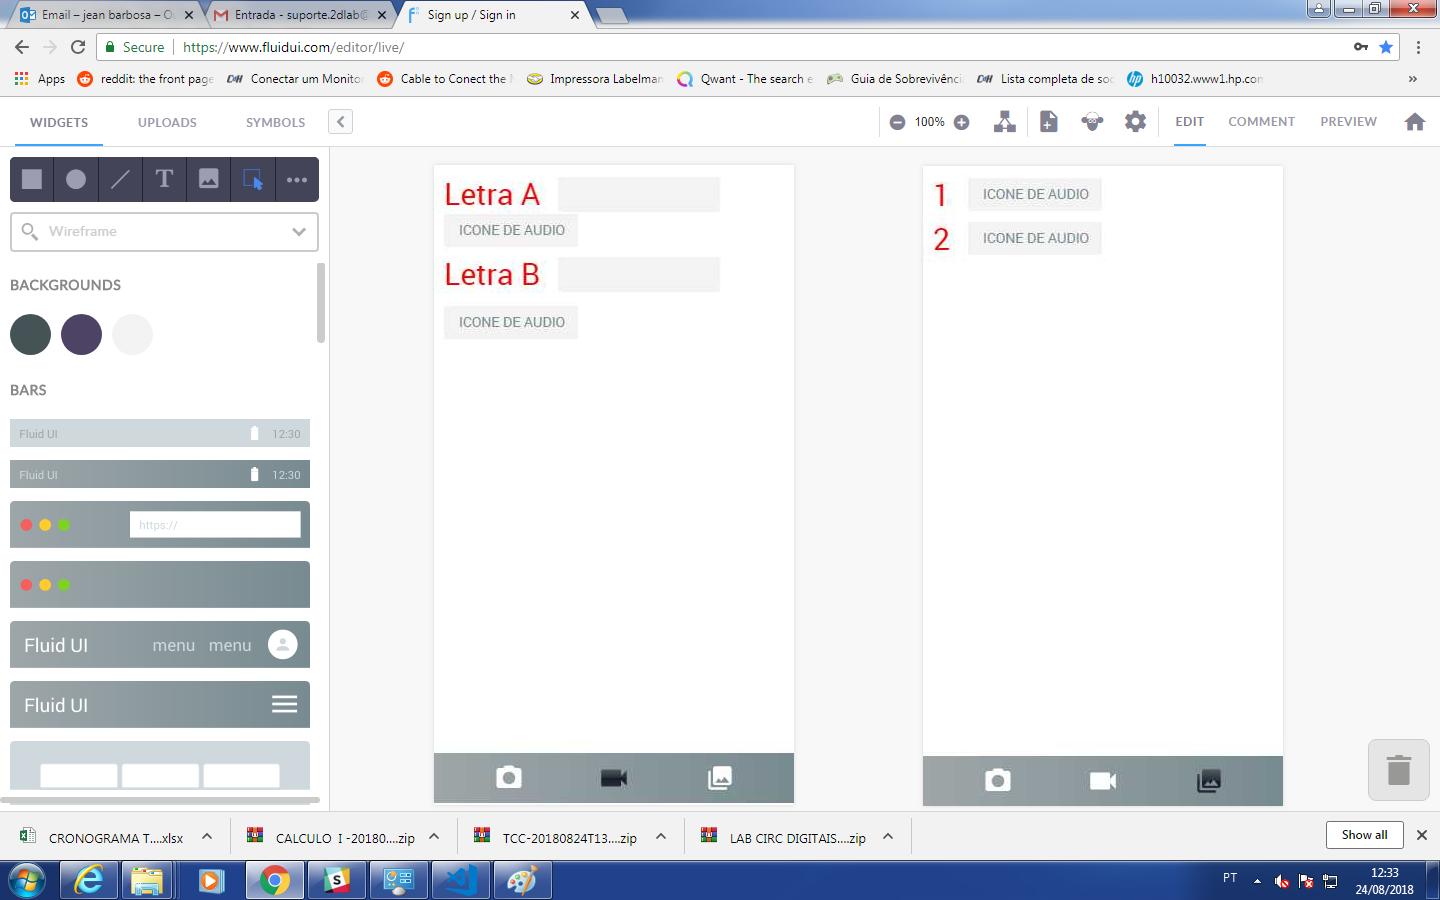 Email – jean barbosa – Ou
Entrada - suporte.2dlab@
Sign up / Sign in
Secure https://www.fluidui.com/editor/live/
Apps reddit: the front page Conectar um Monitor Cable to Conect the Impressora Labelman Qwant - The search e Guia de Sobrevivência Lista completa de soc h10032.www1.hp.com »
WIDGETS UPLOADS SYMBOLS 100% EDIT COMMENT PREVIEW
T
Wireframe
BACKGROUNDS
BARS
Fluid UI 12:30
Fluid UI 12:30
https://
Fluid UI menu menu
Fluid UI
Letra A
ICONE DE AUDIO
Letra B
ICONE DE AUDIO
1 ICONE DE AUDIO
2 ICONE DE AUDIO
CRONOGRAMA T....xlsx CALCULO I -20180....zip TCC-20180824T13....zip LAB CIRC DIGITAIS....zip Show all
PT 12:33
24/08/2018